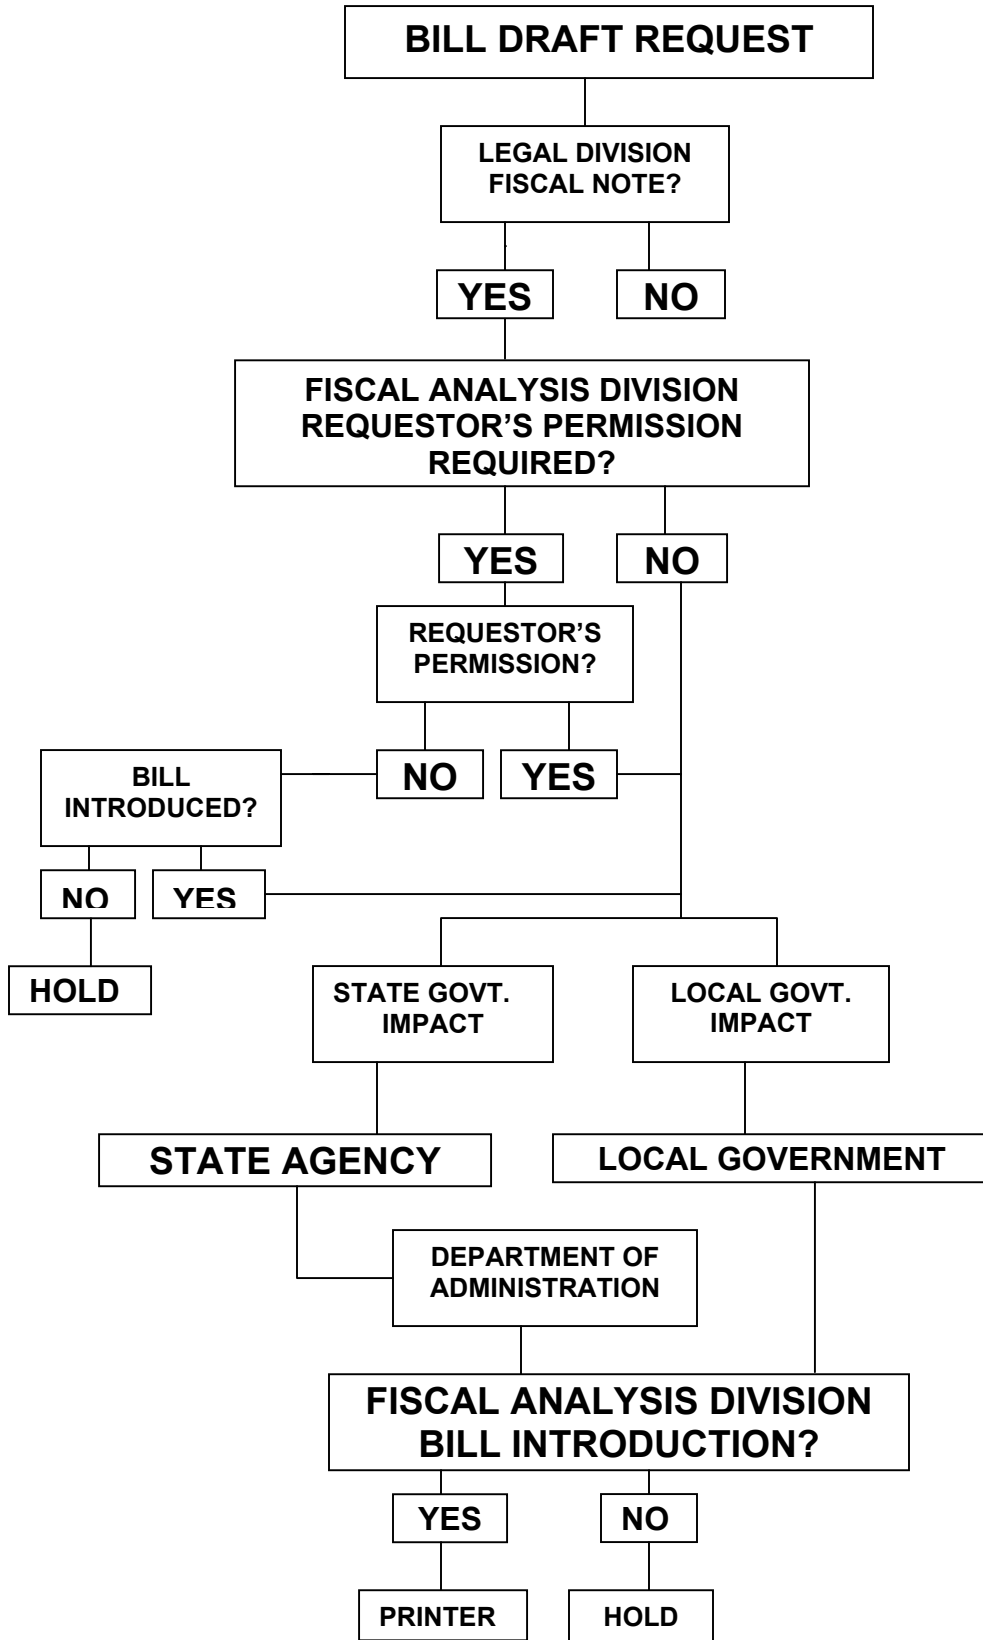 BILL DRAFT REQUEST
LEGAL DIVISION
FISCAL NOTE?
YES
NO
FISCAL ANALYSIS DIVISION
REQUESTOR’S PERMISSION
REQUIRED?
YES
NO
REQUESTOR’S
PERMISSION?
BILL
INTRODUCED?
NO
YES
NO
YES
HOLD
STATE GOVT.
IMPACT
LOCAL GOVT.
IMPACT
STATE AGENCY
LOCAL GOVERNMENT
DEPARTMENT OF
ADMINISTRATION
FISCAL ANALYSIS DIVISION
BILL INTRODUCTION?
YES
NO
PRINTER
HOLD